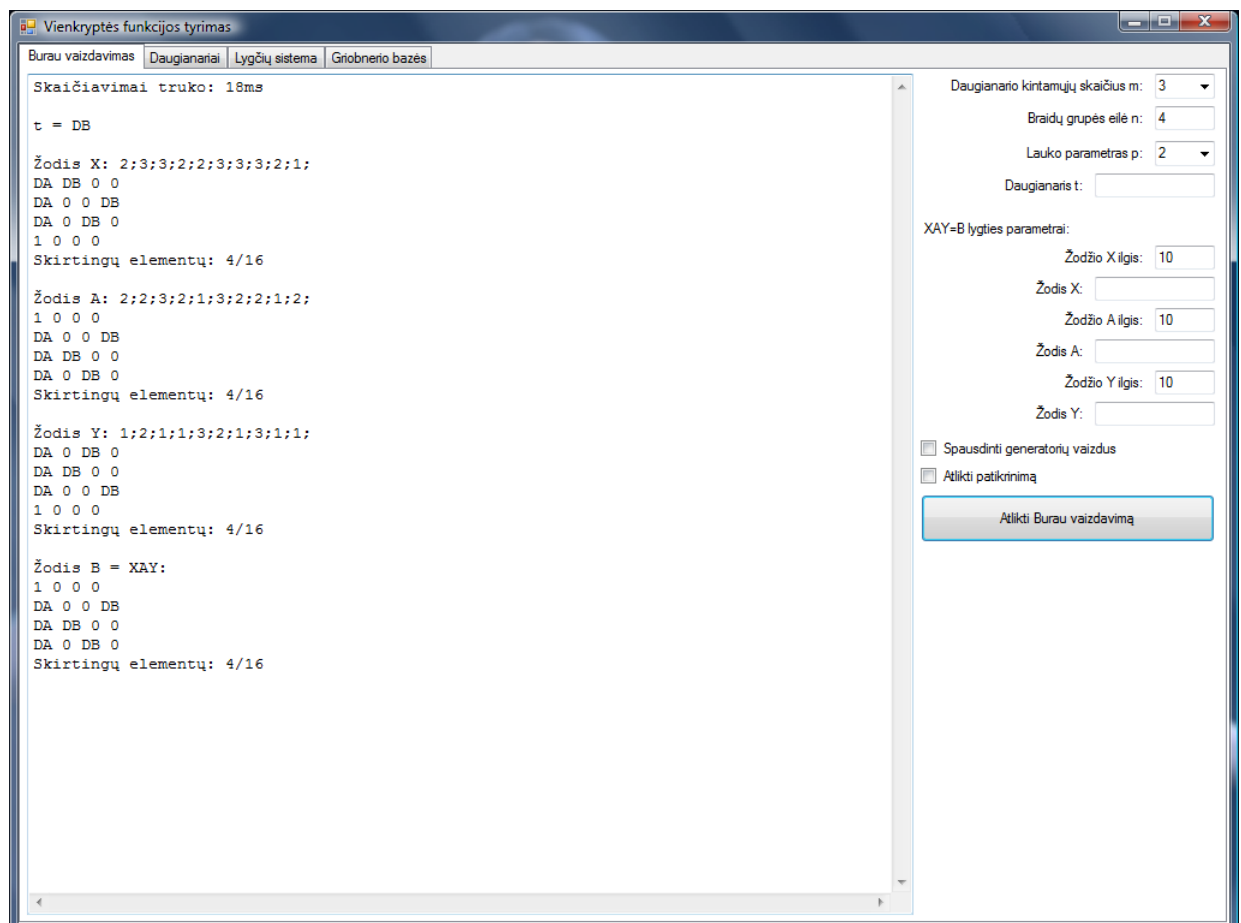 Vienkryptės funkcijos tyrimas
Burau vaizdavimas Daugianariai Lygčių sistema Griobnerio bazės
Skaičiavimai truko: 18ms
t = DB
Žodis X: 2;3;3;2;2;3;3;3;2;1;
DA DB 0 0
DA 0 0 DB
DA 0 DB 0
1 0 0 0
Skirtingų elementų: 4/16
Žodis A: 2;2;3;2;1;3;2;2;1;2;
1 0 0 0
DA 0 0 DB
DA DB 0 0
DA 0 DB 0
Skirtingų elementų: 4/16
Žodis Y: 1;2;1;1;3;2;1;3;1;1;
DA 0 DB 0
DA DB 0 0
DA 0 0 DB
1 0 0 0
Skirtingų elementų: 4/16
Žodis B = XAY:
1 0 0 0
DA 0 0 DB
DA DB 0 0
DA 0 DB 0
Skirtingų elementų: 4/16
Daugianario kintamųjų skaičius m: 3
Braidų grupės eilė n: 4
Lauko parametras p: 2
Daugianaris t:
XAY=B lygties parametrai:
Žodžio X ilgis: 10
Žodis X:
Žodžio A ilgis: 10
Žodis A:
Žodžio Y ilgis: 10
Žodis Y:
Spausdinti generatorių vaizdus
Atlikti patikrinimą
Atlikti Burau vaizdavimą